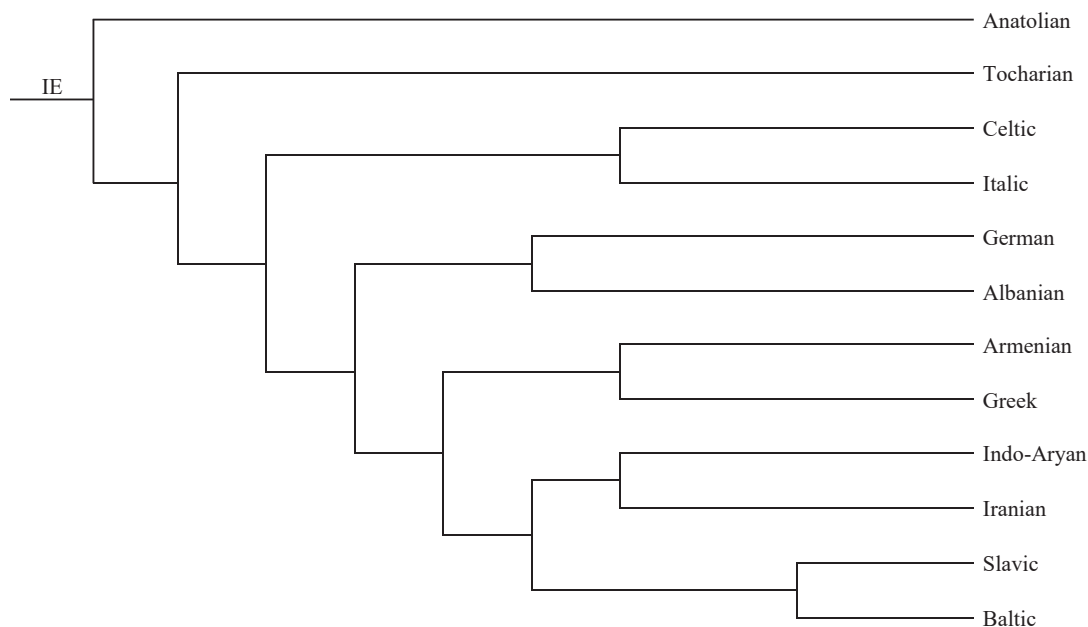 Anatolian
Tocharian
IE
Celtic
Italic
German
Albanian
Armenian
Greek
Indo-Aryan
Iranian
Slavic
Baltic